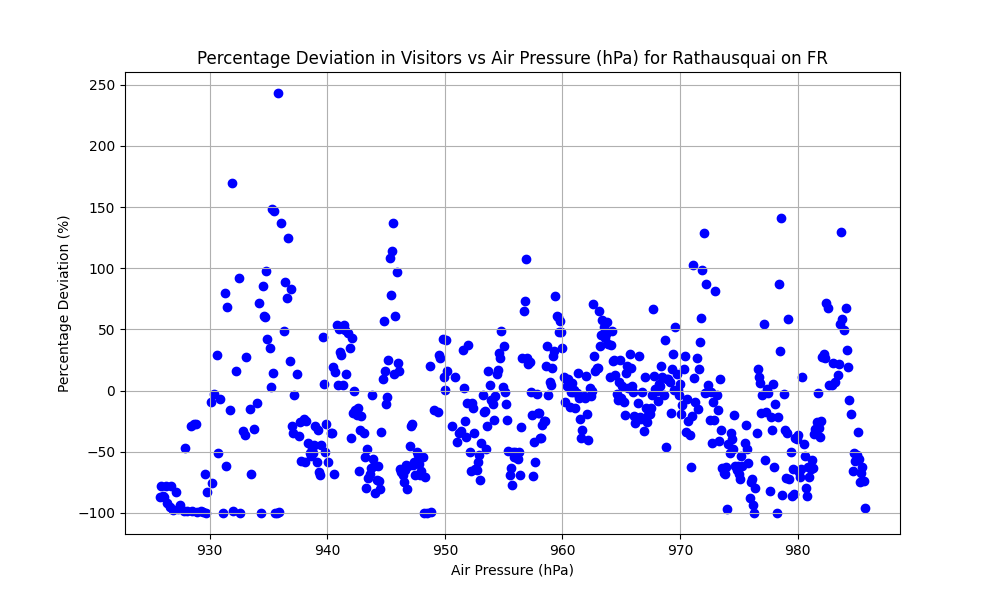 Percentage Deviation in Visitors vs Air Pressure (hPa) for Rathausquai on FR
Percentage Deviation (%)
250
200
150
100
50
0
−50
−100
930 940 950 960 970 980
Air Pressure (hPa)